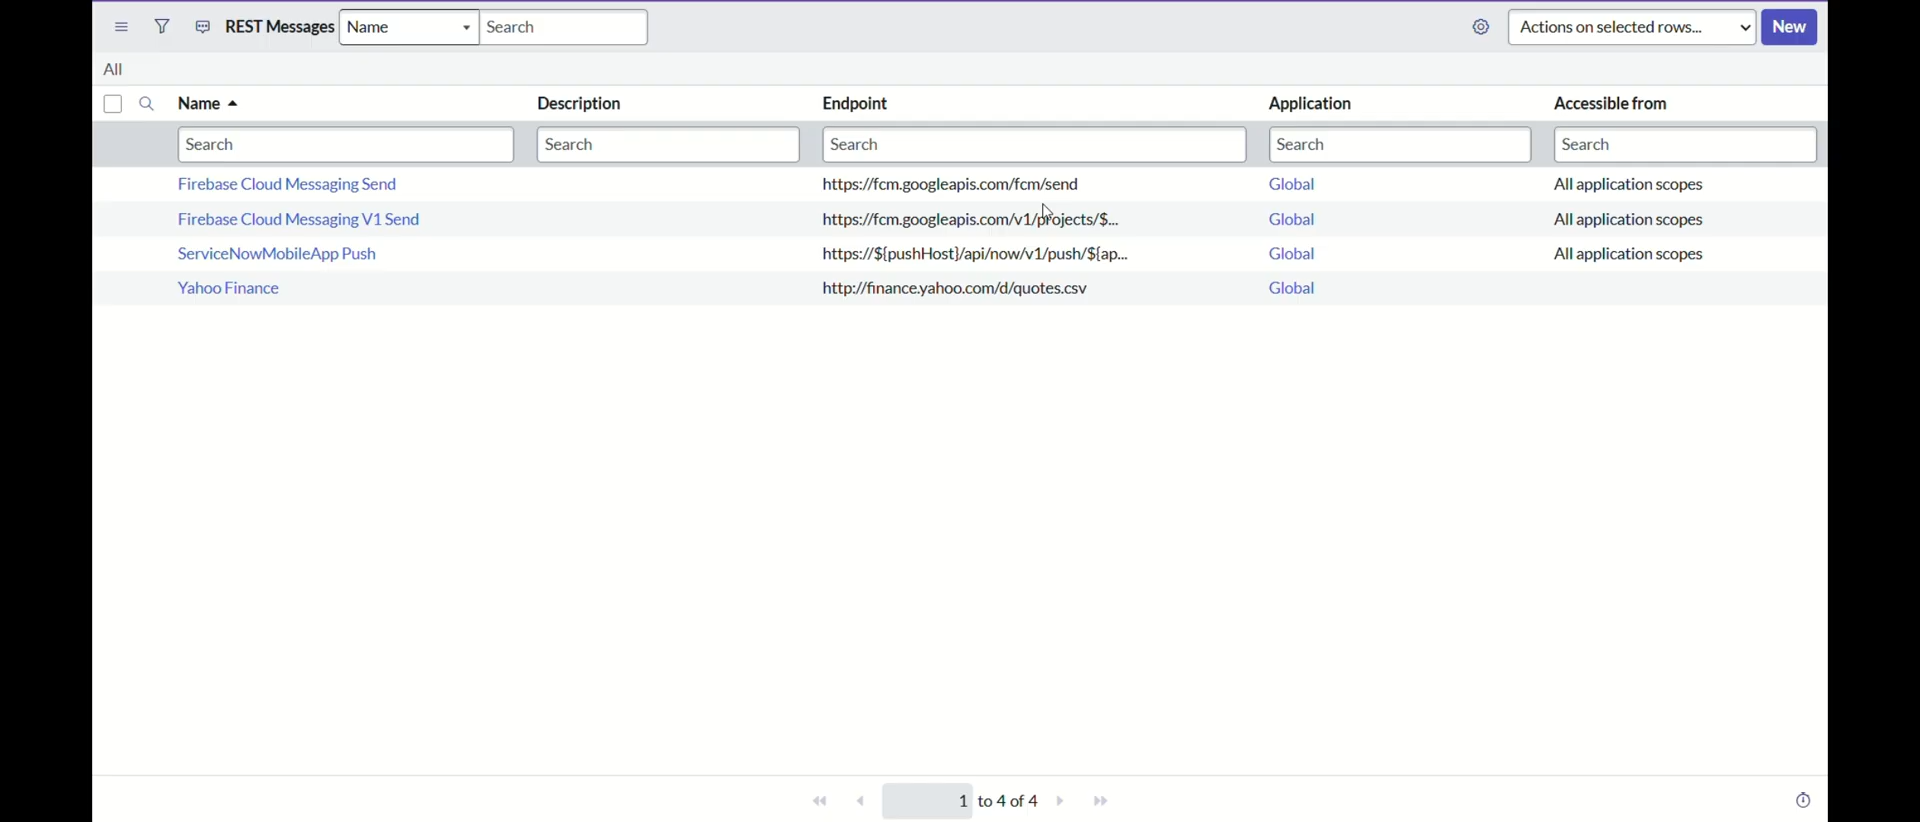 REST Messages Name Search Actions on selected rows... New
All
Name Description Endpoint Application Accessible from
Search Search Search Search Search
Firebase Cloud Messaging Send https://fcm.googleapis.com/fcm/send Global All application scopes
Firebase Cloud Messaging V1 Send https://fcm.googleapis.com/v1/projects/$... Global All application scopes
ServiceNowMobileApp Push https://${pushHost}/api/now/v1/push/${ap... Global All application scopes
Yahoo Finance http://finance.yahoo.com/d/quotes.csv Global
1 to 4 of 4